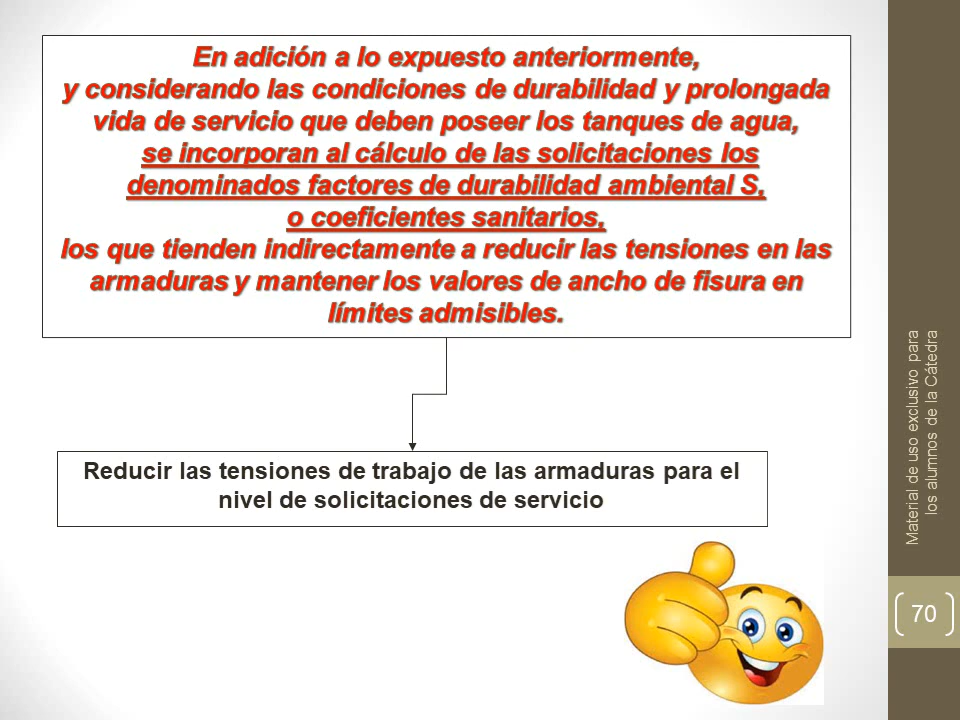 En adición a lo expuesto anteriormente,
y considerando las condiciones de durabilidad y prolongada
vida de servicio que deben poseer los tanques de agua,
se incorporan al cálculo de las solicitaciones los
denominados factores de durabilidad ambiental S,
o coeficientes sanitarios,
los que tienden indirectamente a reducir las tensiones en las
armaduras y mantener los valores de ancho de fisura en
límites admisibles.
Reducir las tensiones de trabajo de las armaduras para el
nivel de solicitaciones de servicio
Material de uso exclusivo para
los alumnos de la Cátedra
70